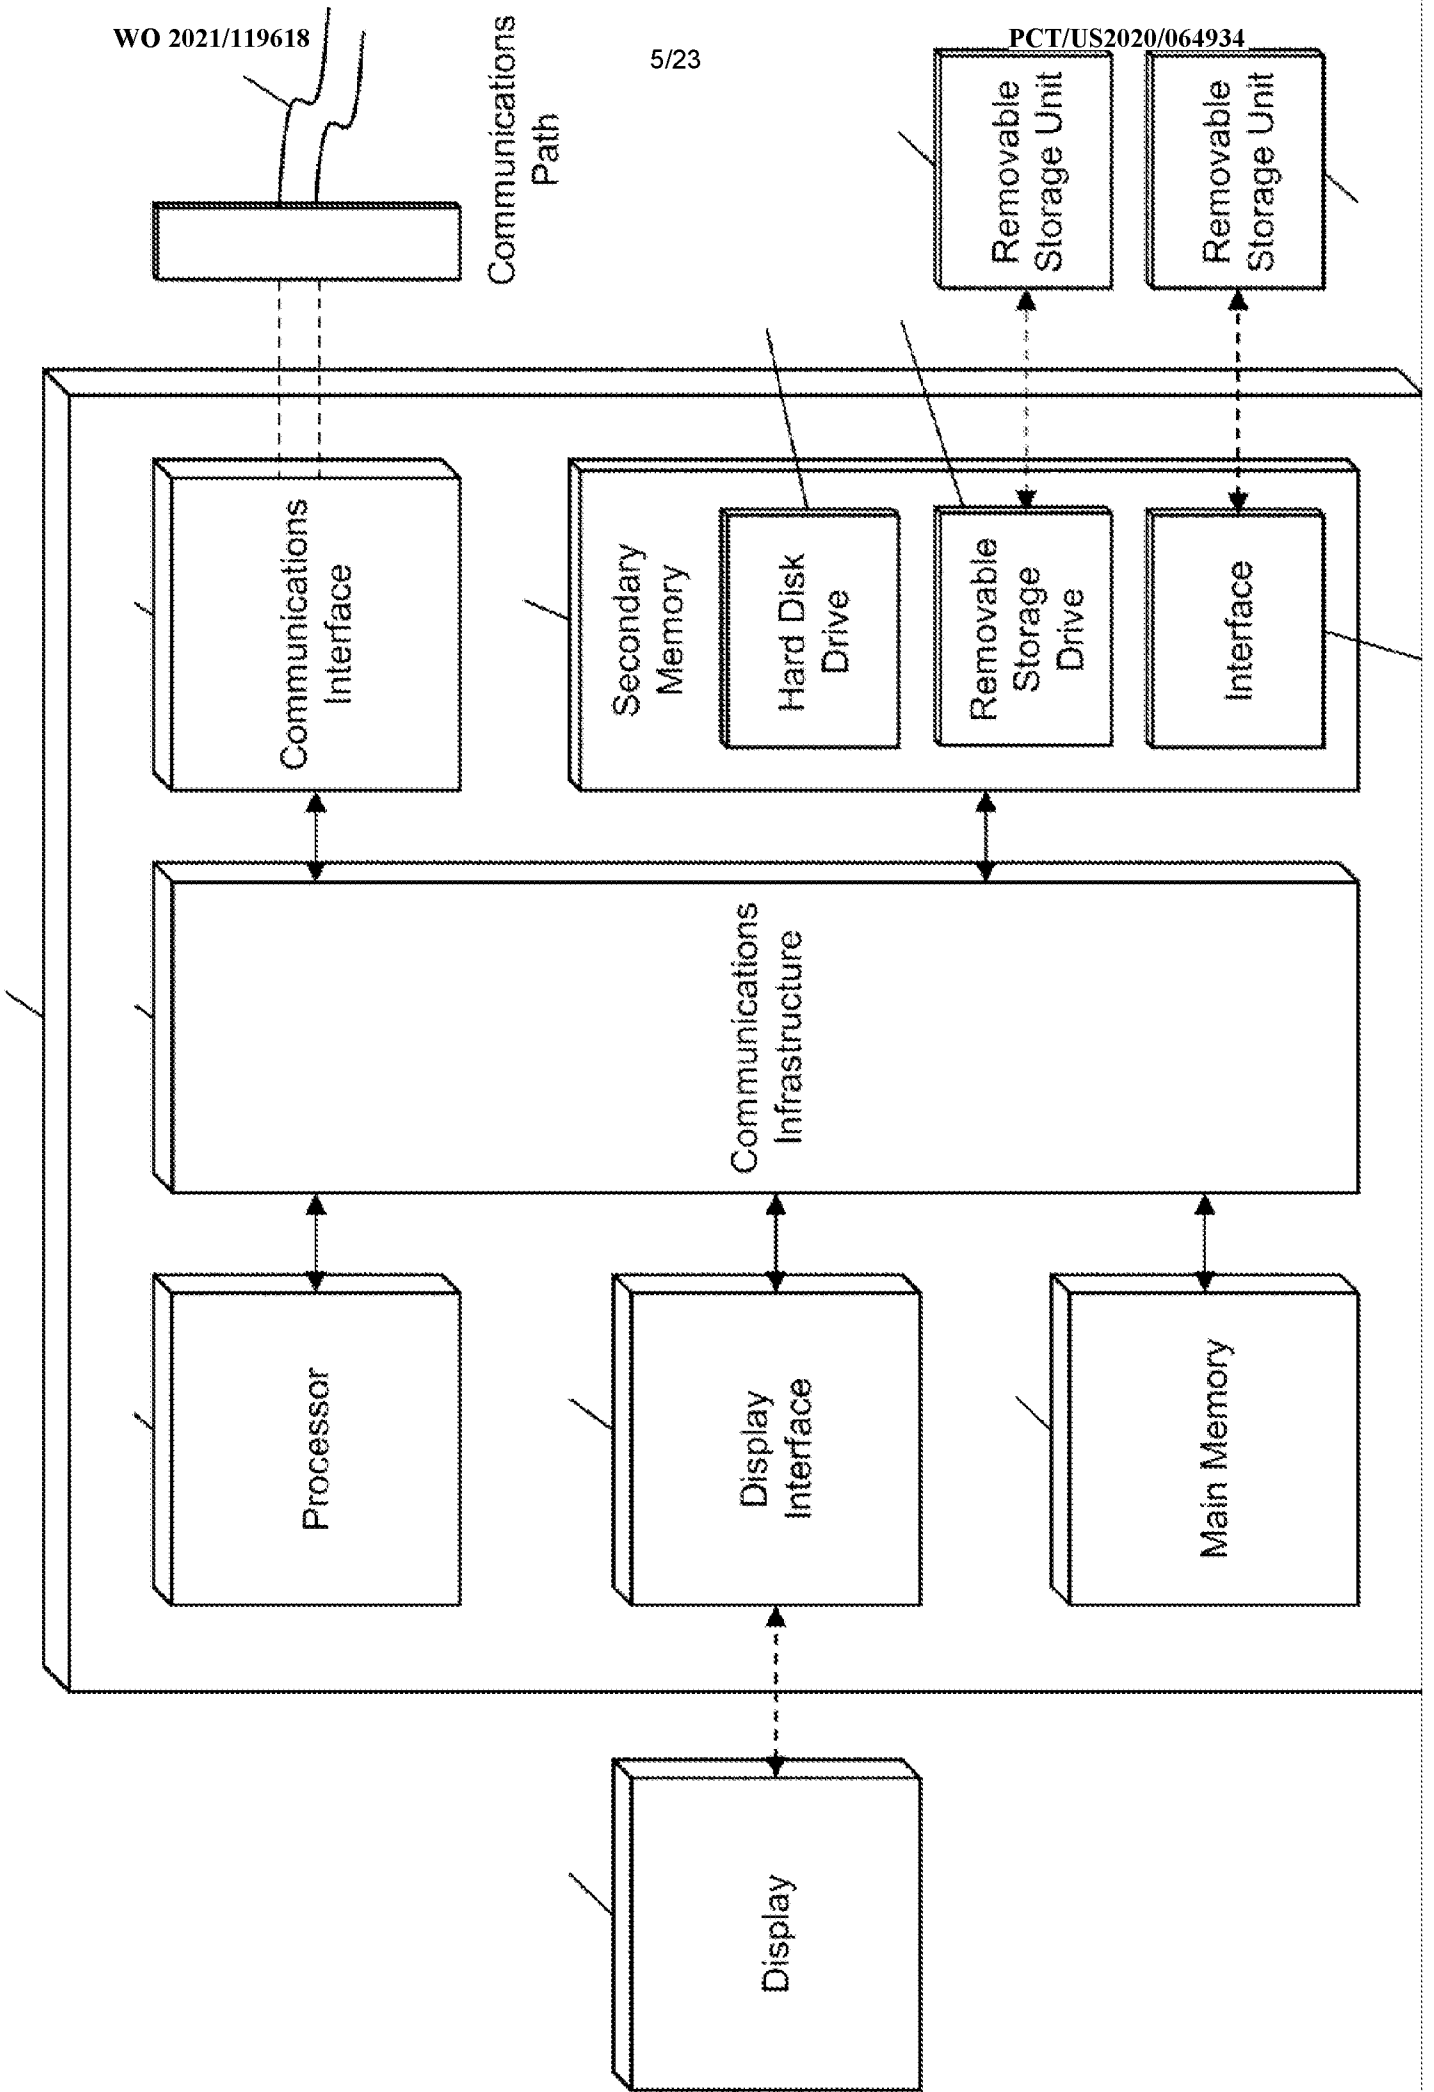 WO 2021/119618
PCT/US2020/064934
5/23
Processor
Display
Interface
Main Memory
Display
Communications
Infrastructure
Communications
Interface
Secondary
Memory
Hard Disk
Drive
Removable
Storage
Drive
Interface
Communications
Path
Removable
Storage Unit
Removable
Storage Unit